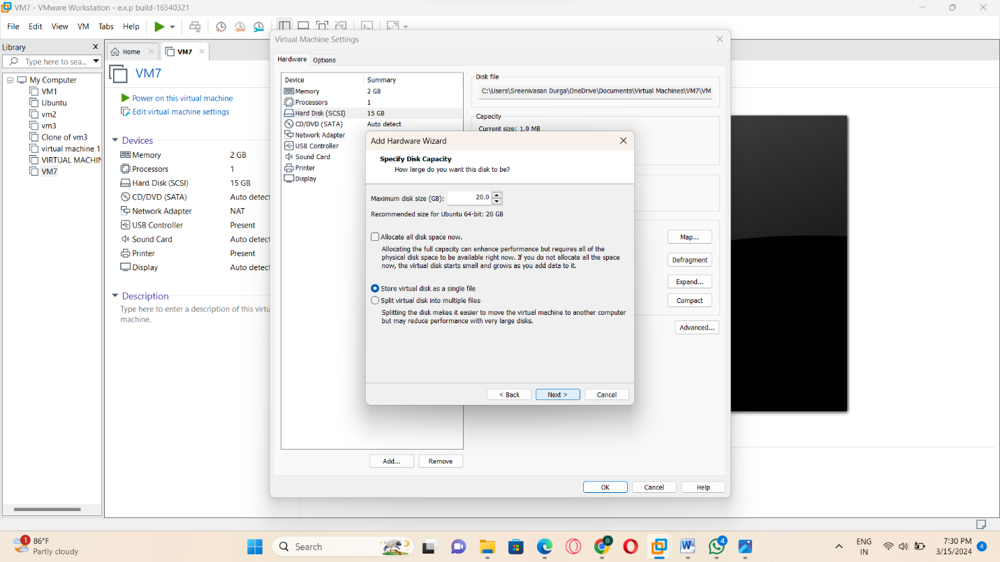 VM7 - VMware Workstation - e.x.p build-16540321
File Edit View VM Tabs Help
Library
Type here to sea...
My Computer
VM1
Ubuntu
vm2
vm3
Clone of vm3
virtual machine 1
VIRTUAL MACHIN
VM7
Home
VM7
VM7
Power on this virtual machine
Edit virtual machine settings
Devices
Memory 2 GB
Processors 1
Hard Disk (SCSI) 15 GB
CD/DVD (SATA) Auto detect
Network Adapter NAT
USB Controller Present
Sound Card Auto detect
Printer Present
Display Auto detect
Description
Type here to enter a description of this virtu
machine.
Virtual Machine Settings
Hardware Options
Device Summary
Memory 2 GB
Processors 1
Hard Disk (SCSI) 15 GB
CD/DVD (SATA) Auto detect
Network Adapter
USB Controller
Sound Card
Printer
Display
Add... Remove
Disk file
C:\Users\Sreenivasan Durga\OneDrive\Documents\Virtual Machines\VM7\VM
Capacity
Current size: 1.9 MB
Map...
Defragment
Expand...
Compact
Advanced...
OK Cancel Help
Add Hardware Wizard
Specify Disk Capacity
How large do you want this disk to be?
Maximum disk size (GB): 20.0
Recommended size for Ubuntu 64-bit: 20 GB
Allocate all disk space now.
Allocating the full capacity can enhance performance but requires all of the
physical disk space to be available right now. If you do not allocate all the space
now, the virtual disk starts small and grows as you add data to it.
Store virtual disk as a single file
Split virtual disk into multiple files
Splitting the disk makes it easier to move the virtual machine to another computer
but may reduce performance with very large disks.
< Back Next > Cancel
1
86°F
Partly cloudy
Search
D
W
4
ENG
IN
7:30 PM
3/15/2024
4